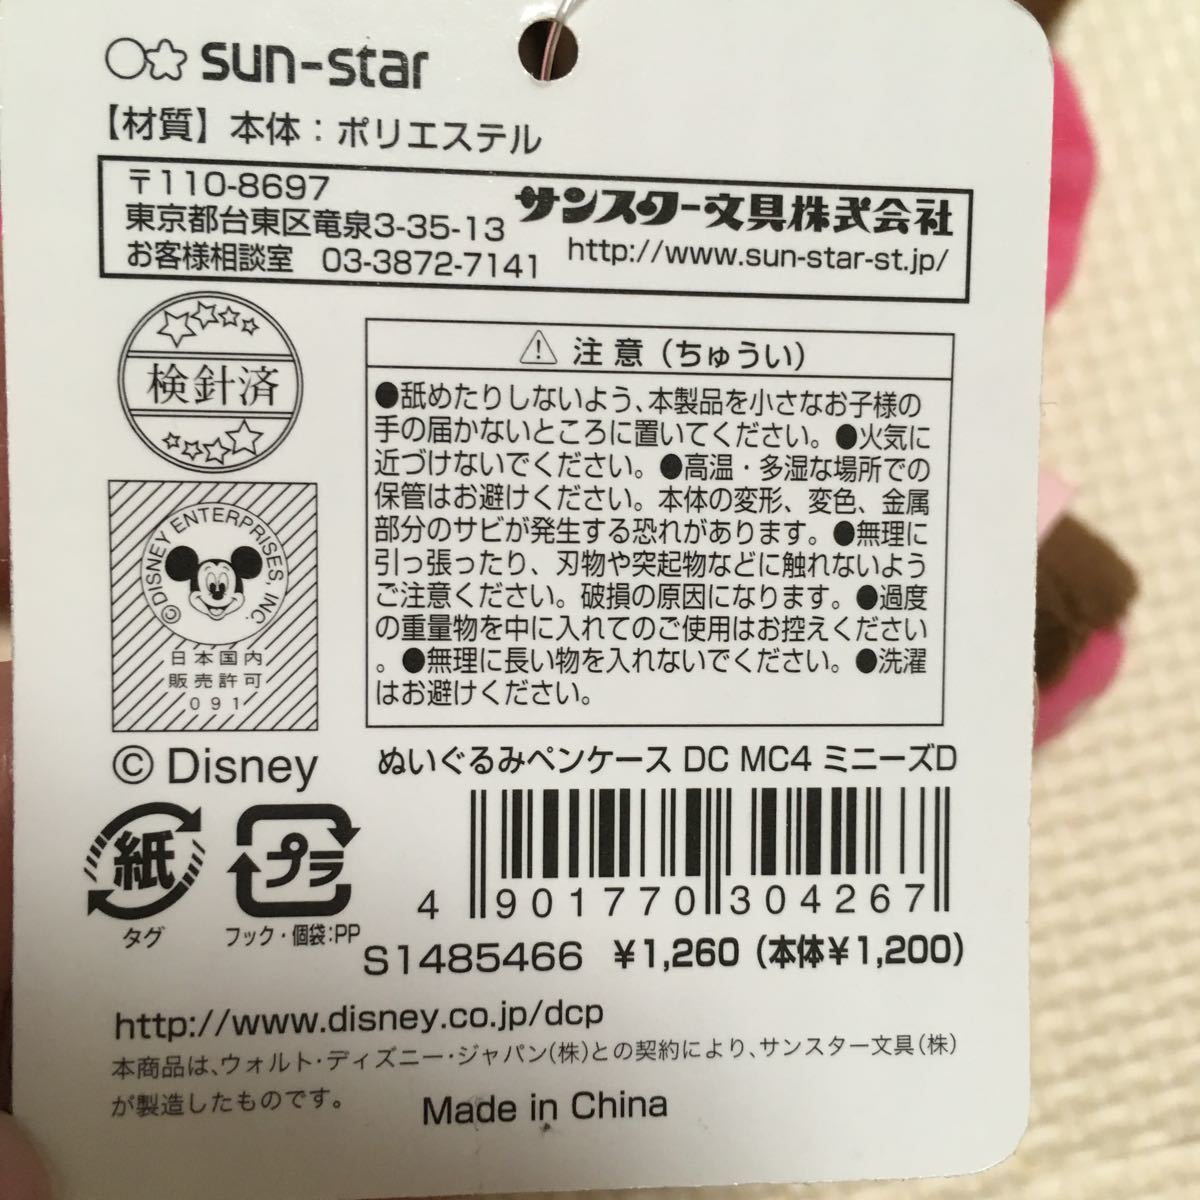 sun-star
【材質】本体：ポリエステル
〒110-8697
東京都台東区竜泉3-35-13
お客様相談室 03-3872-7141
サンスター文具株式会社
http://www.sun-star-st.jp/
検針済
⚠ 注意（ちゅうい）
●舐めたりしないよう、本製品を小さなお子様の
手の届かないところに置いてください。●火気に
近づけないでください。●高温・多湿な場所での
保管はお避けください。本体の変形、変色、金属
部分のサビが発生する恐れがあります。●無理に
引っ張ったり、刃物や突起物などに触れないよう
ご注意ください。破損の原因になります。●過度
の重量物を中に入れてのご使用はお控えください
。●無理に長い物を入れないでください。●洗濯
はお避けください。
© DISNEY ENTERPRISES, INC.
日本国内
販売許可
091
© Disney
ぬいぐるみペンケース DC MC4 ミニーズD
紙
タグ
プラ
フック・個袋:PP
4 901770 304267
S1485466 ¥1,260（本体¥1,200）
http://www.disney.co.jp/dcp
本商品は、ウォルト・ディズニー・ジャパン(株)との契約により、サンスター文具(株)
が製造したものです。
Made in China